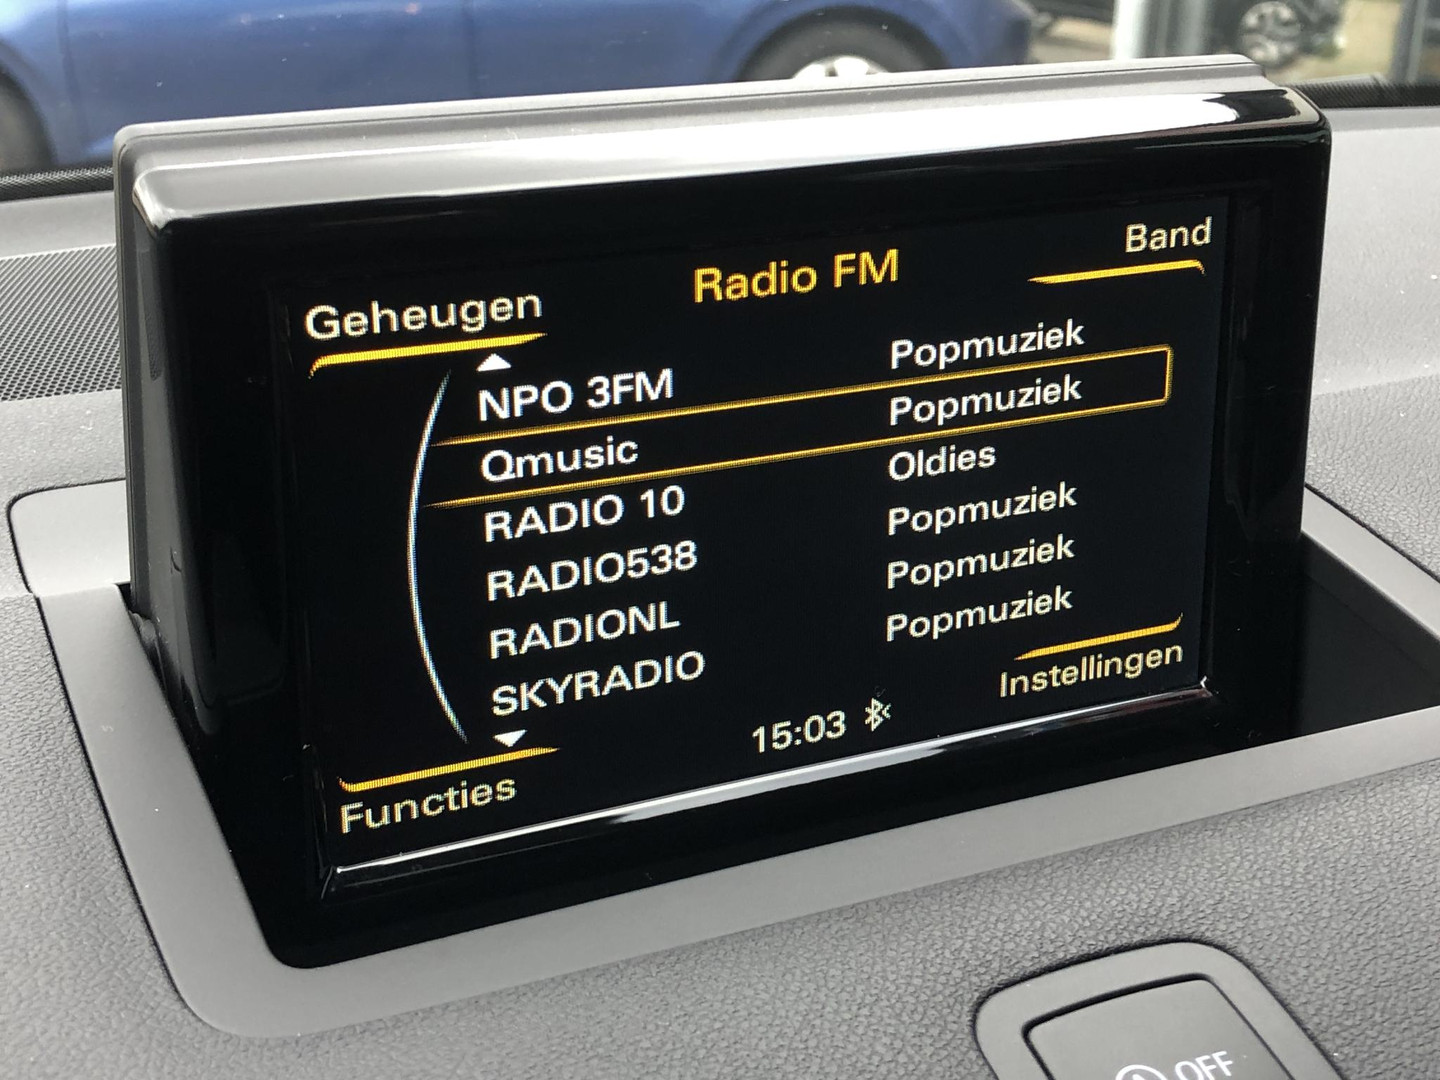 Geheugen Radio FM Band
NPO 3FM Popmuziek
Qmusic Popmuziek
RADIO 10 Oldies
RADIO538 Popmuziek
RADIONL Popmuziek
SKYRADIO Popmuziek
Functies 15:03 Instellingen
OFF